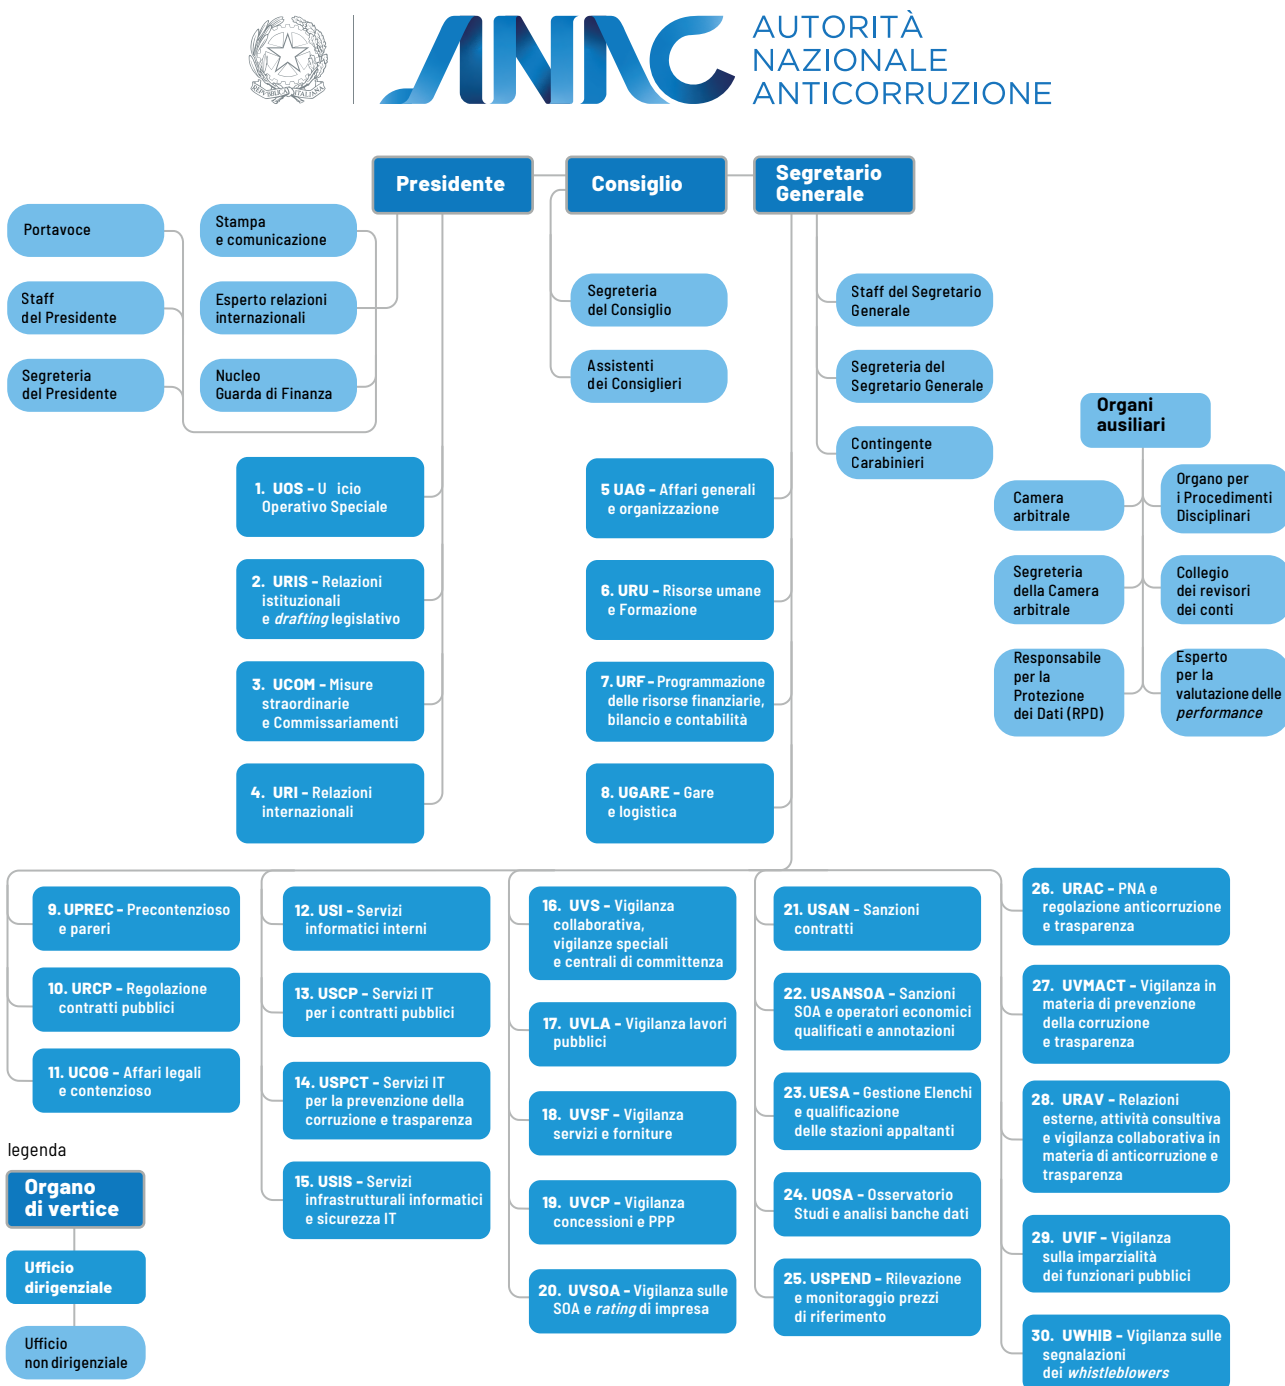 REPVBBLICA ITALIANA
ANAC
AUTORITÀ
NAZIONALE
ANTICORRUZIONE
Presidente
Consiglio
Segretario
Generale
Portavoce
Stampa
e comunicazione
Staff
del Presidente
Esperto relazioni
internazionali
Segreteria
del Presidente
Nucleo
Guarda di Finanza
Segreteria
del Consiglio
Assistenti
dei Consiglieri
Staff del Segretario
Generale
Segreteria del
Segretario Generale
Contingente
Carabinieri
Organi
ausiliari
Camera
arbitrale
Organo per
i Procedimenti
Disciplinari
Segreteria
della Camera
arbitrale
Collegio
dei revisori
dei conti
Responsabile
per la
Protezione
dei Dati (RPD)
Esperto
per la
valutazione delle
performance
1. UOS - U icio
Operativo Speciale
2. URIS - Relazioni
istituzionali
e drafting legislativo
3. UCOM - Misure
straordinarie
e Commissariamenti
4. URI - Relazioni
internazionali
5 UAG - Affari generali
e organizzazione
6. URU - Risorse umane
e Formazione
7. URF - Programmazione
delle risorse finanziarie,
bilancio e contabilità
8. UGARE - Gare
e logistica
9. UPREC - Precontenzioso
e pareri
10. URCP - Regolazione
contratti pubblici
11. UCOG - Affari legali
e contenzioso
12. USI - Servizi
informatici interni
13. USCP - Servizi IT
per i contratti pubblici
14. USPCT - Servizi IT
per la prevenzione della
corruzione e trasparenza
15. USIS - Servizi
infrastrutturali informatici
e sicurezza IT
16. UVS - Vigilanza
collaborativa,
vigilanze speciali
e centrali di committenza
17. UVLA - Vigilanza lavori
pubblici
18. UVSF - Vigilanza
servizi e forniture
19. UVCP - Vigilanza
concessioni e PPP
20. UVSOA - Vigilanza sulle
SOA e rating di impresa
21. USAN - Sanzioni
contratti
22. USANSOA - Sanzioni
SOA e operatori economici
qualificati e annotazioni
23. UESA - Gestione Elenchi
e qualificazione
delle stazioni appaltanti
24. UOSA - Osservatorio
Studi e analisi banche dati
25. USPEND - Rilevazione
e monitoraggio prezzi
di riferimento
26. URAC - PNA e
regolazione anticorruzione
e trasparenza
27. UVMACT - Vigilanza in
materia di prevenzione
della corruzione
e trasparenza
28. URAV - Relazioni
esterne, attività consultiva
e vigilanza collaborativa in
materia di anticorruzione e
trasparenza
29. UVIF - Vigilanza
sulla imparzialità
dei funzionari pubblici
30. UWHIB - Vigilanza sulle
segnalazioni
dei whistleblowers
legenda
Organo
di vertice
Ufficio
dirigenziale
Ufficio
non dirigenziale